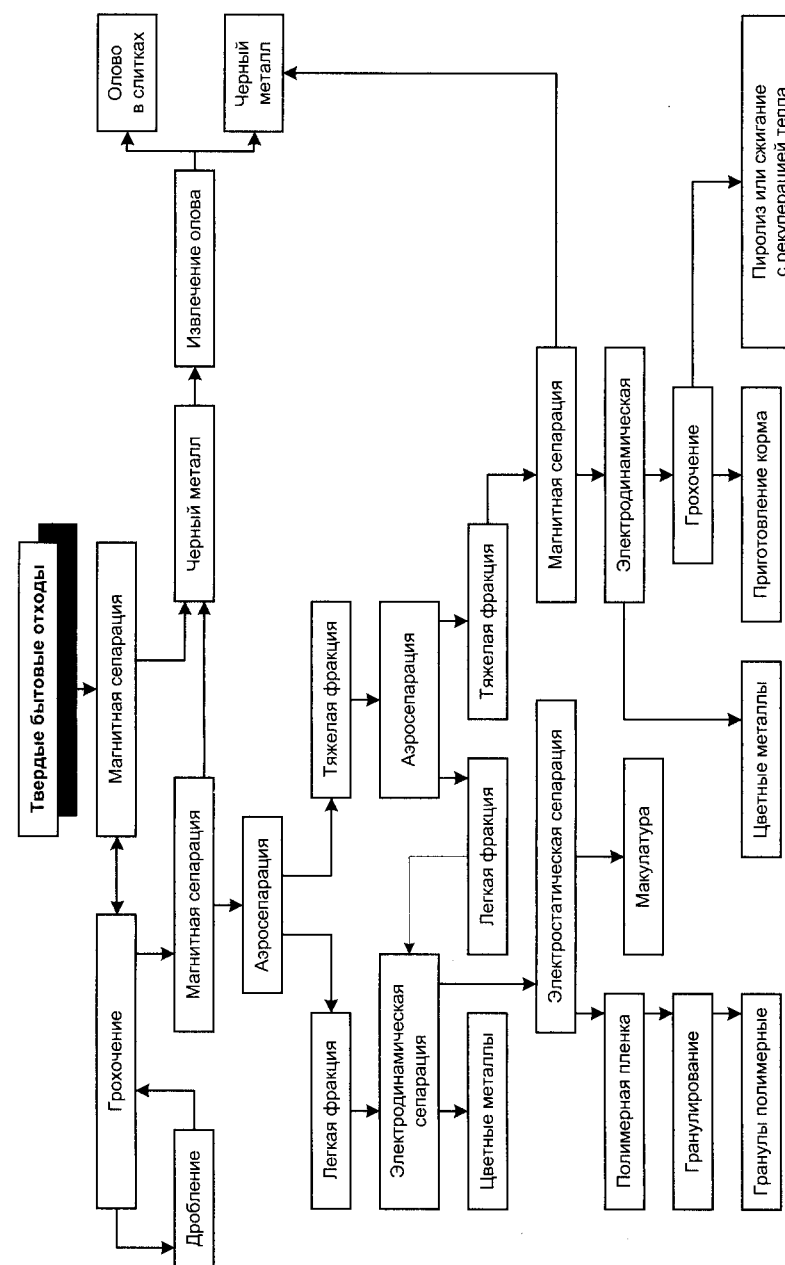 Твердые бытовые отходы
Грохочение
Магнитная сепарация
Олово
в слитках
Дробление
Магнитная сепарация
Черный металл
Извлечение олова
Черный
металл
Аэросепарация
Легкая фракция
Тяжелая фракция
Электродинамическая
сепарация
Аэросепарация
Цветные металлы
Легкая фракция
Тяжелая фракция
Электростатическая сепарация
Магнитная сепарация
Полимерная пленка
Макулатура
Электродинамическая
Гранулирование
Грохочение
Гранулы полимерные
Цветные металлы
Приготовление корма
Пиролиз или сжигание
с рекуперацией тепла